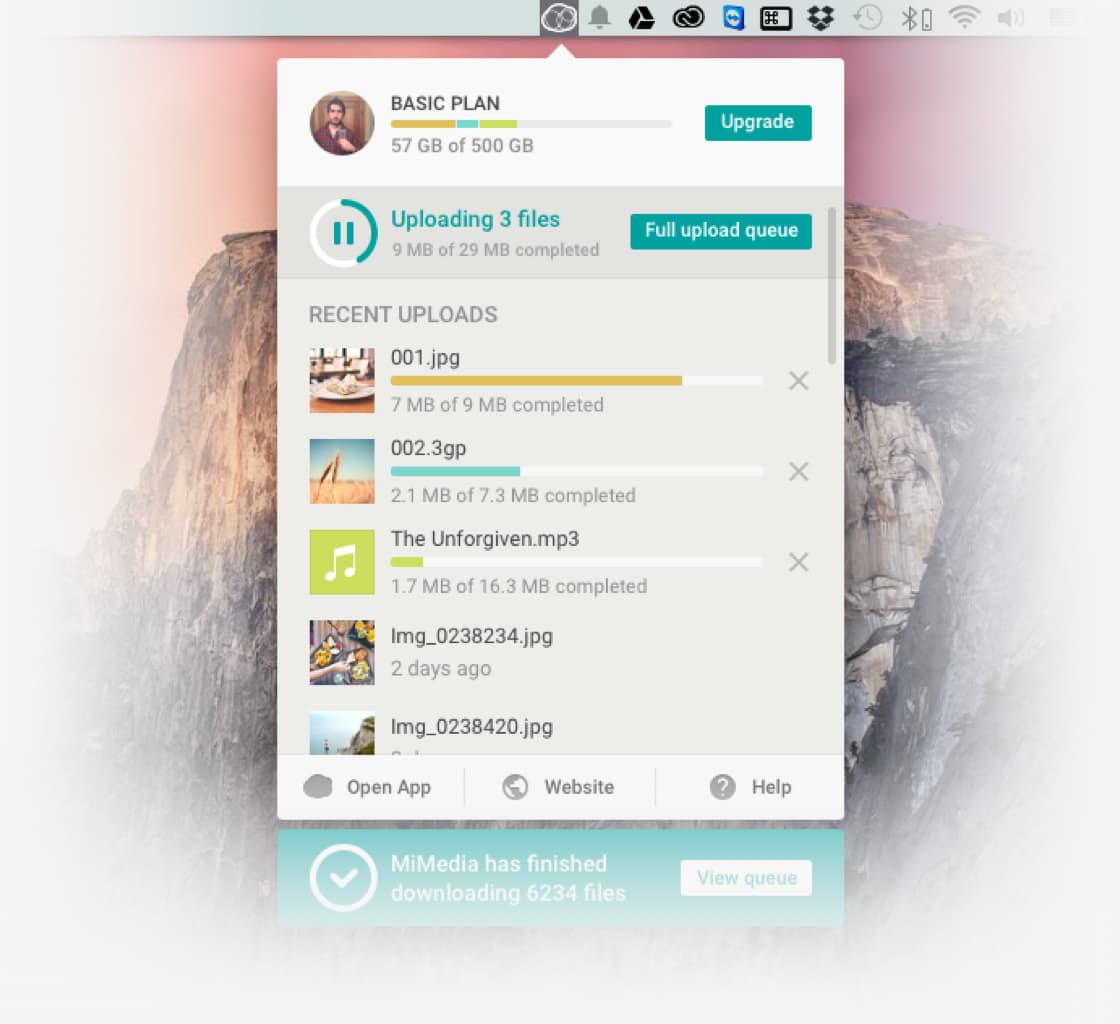 BASIC PLAN
57 GB of 500 GB
Upgrade
Uploading 3 files
9 MB of 29 MB completed
Full upload queue
RECENT UPLOADS
001.jpg
7 MB of 9 MB completed
002.3gp
2.1 MB of 7.3 MB completed
The Unforgiven.mp3
1.7 MB of 16.3 MB completed
Img_0238234.jpg
2 days ago
Img_0238420.jpg
Open App
Website
Help
MiMedia has finished
downloading 6234 files
View queue